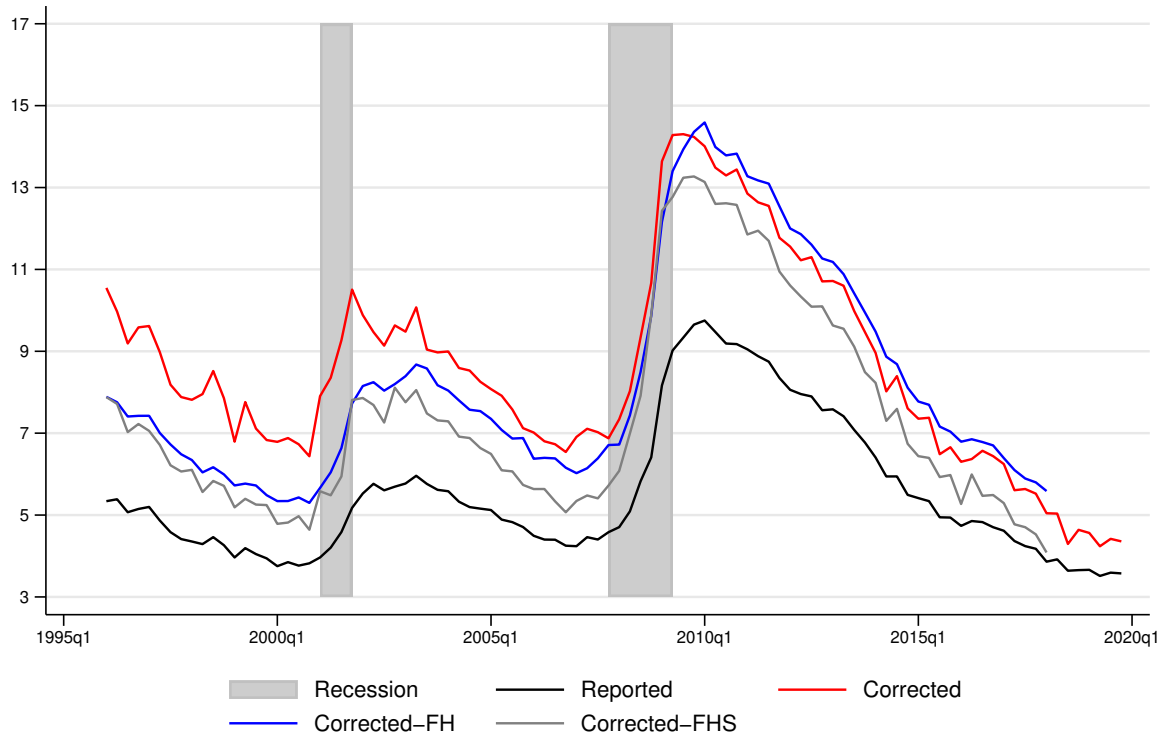 17
15
13
11
9
7
5
3
1995q1 2000q1 2005q1 2010q1 2015q1 2020q1
Recession Reported Corrected
Corrected−FH Corrected−FHS